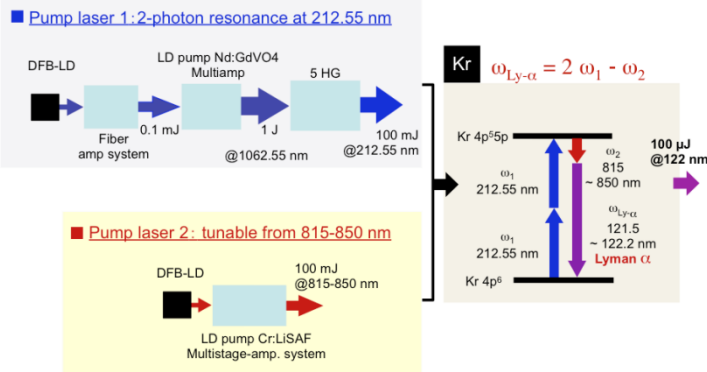 Pump laser 1:2-photon resonance at 212.55 nm
LD pump Nd:GdVO4
Multiamp
DFB-LD
5 HG
Fiber
amp system
0.1 mJ
1 J
@1062.55 nm
100 mJ
@212.55 nm
Pump laser 2: tunable from 815-850 nm
DFB-LD
100 mJ
@815-850 nm
LD pump Cr:LiSAF
Multistage-amp. system
Kr
ω_Ly-α = 2 ω_1 - ω_2
Kr 4p⁵5p
ω₁
212.55 nm
ω₂
815
~ 850 nm
ω_Ly-α
121.5
~ 122.2 nm
Lyman α
ω₁
212.55 nm
Kr 4p⁶
100 µJ
@122 nm